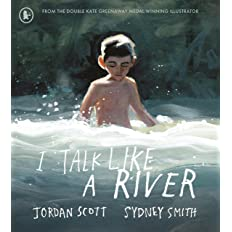 FROM THE DOUBLE KATE GREENAWAY MEDAL WINNING ILLUSTRATOR
I TALK LIKE
A RIVER
JORDAN SCOTT SYDNEY SMITH